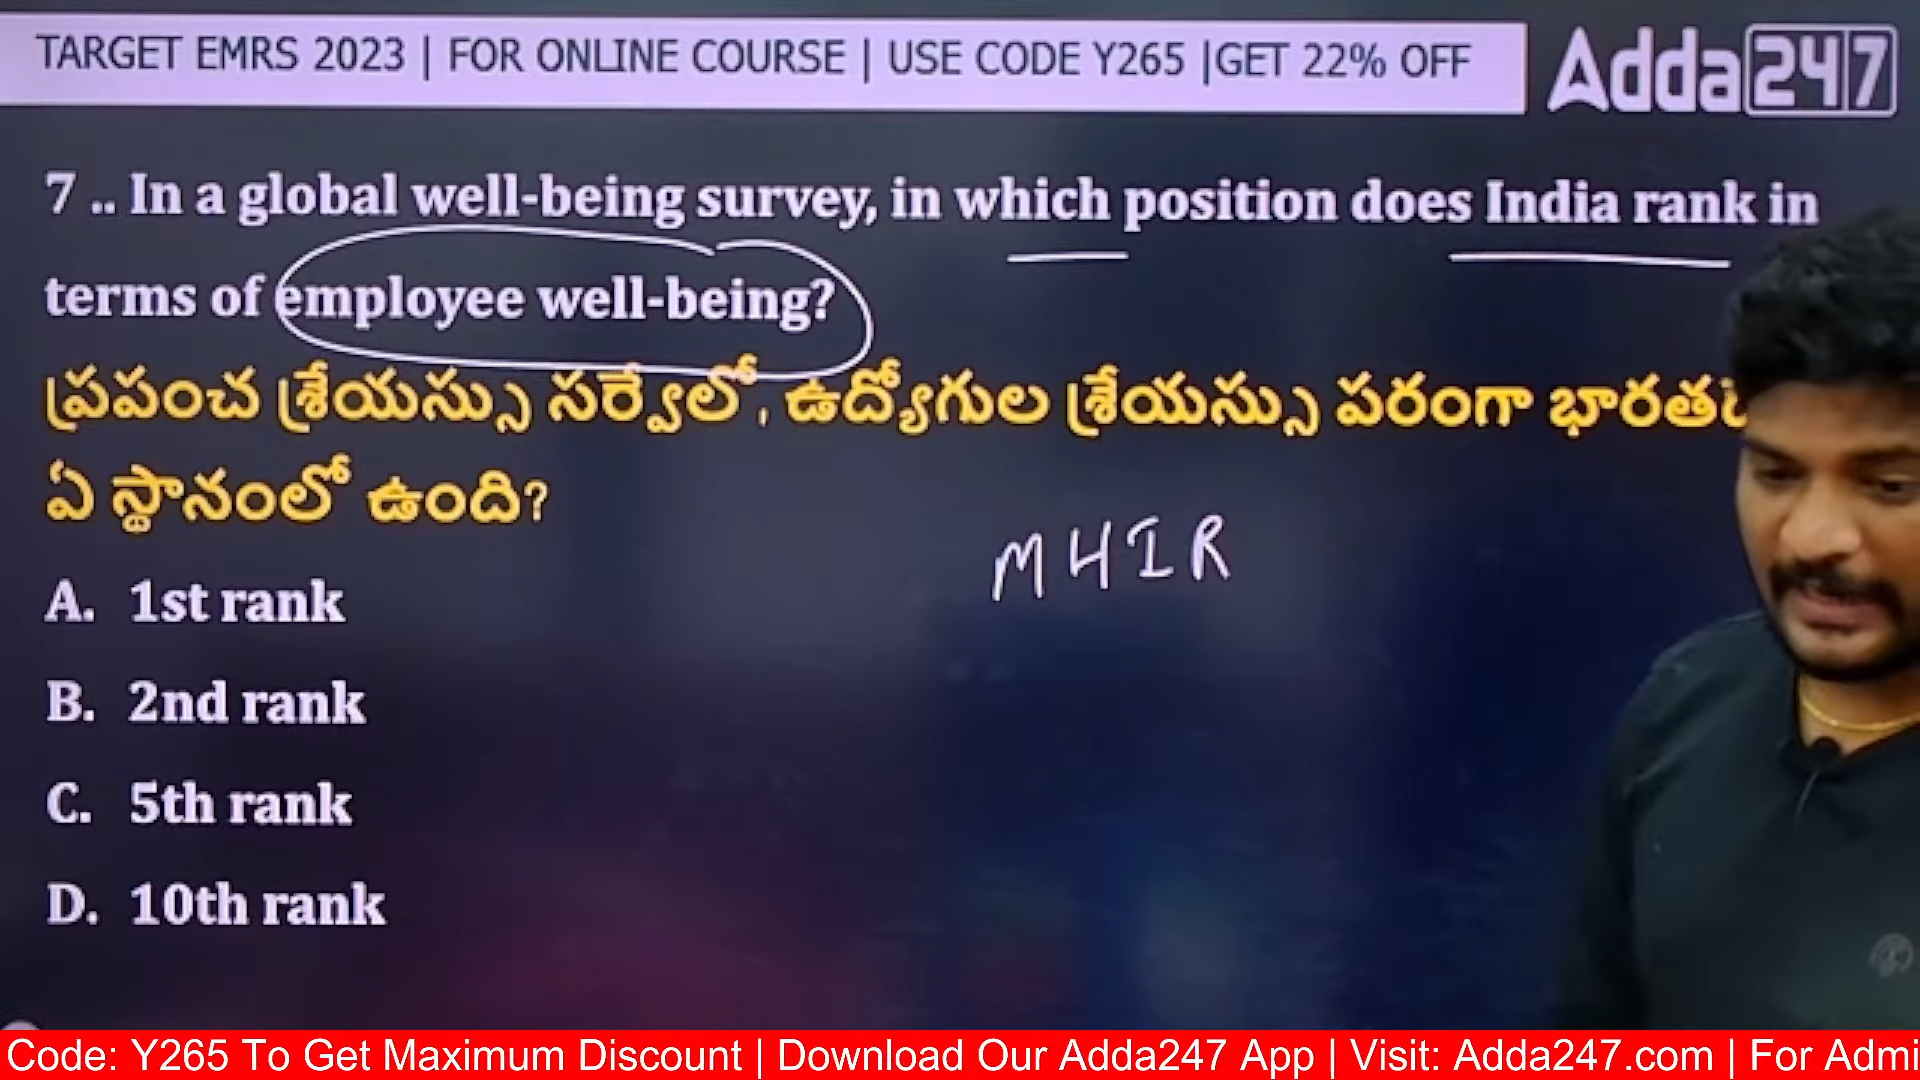 TARGET EMRS 2023 | FOR ONLINE COURSE | USE CODE Y265 |GET 22% OFF
Adda247
7 .. In a global well-being survey, in which position does India rank in
terms of employee well-being?
ప్రపంచ శ్రేయస్సు సర్వేలో, ఉద్యోగుల శ్రేయస్సు పరంగా
ఏ స్థానంలో ఉంది?
MHIR
A. 1st rank
B. 2nd rank
C. 5th rank
D. 10th rank
Code: Y265 To Get Maximum Discount | Download Our Adda247 App | Visit: Adda247.com | For Admi